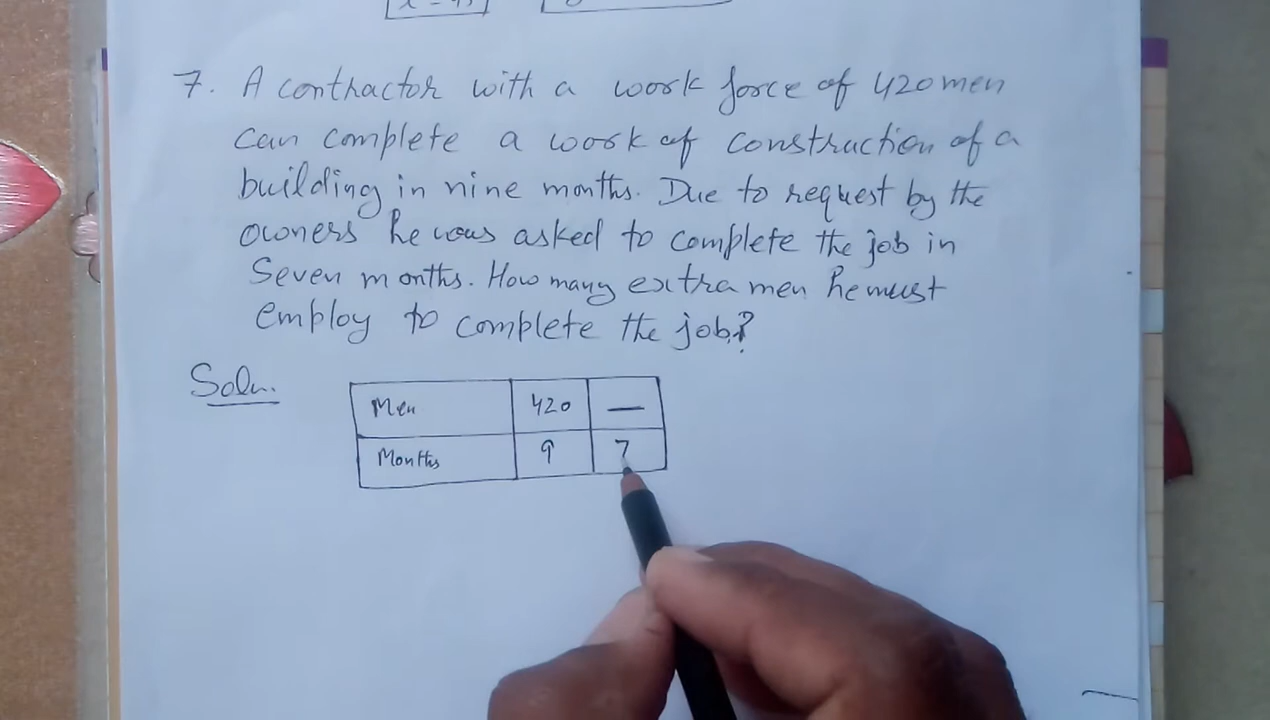 7. A contractor with a work force of 420 men
can complete a work of construction of a
building in nine months. Due to request by the
owners he was asked to complete the job in
Seven months. How many extra men he must
employ to complete the job?
Soln.
Men 420 —
Months 9 7